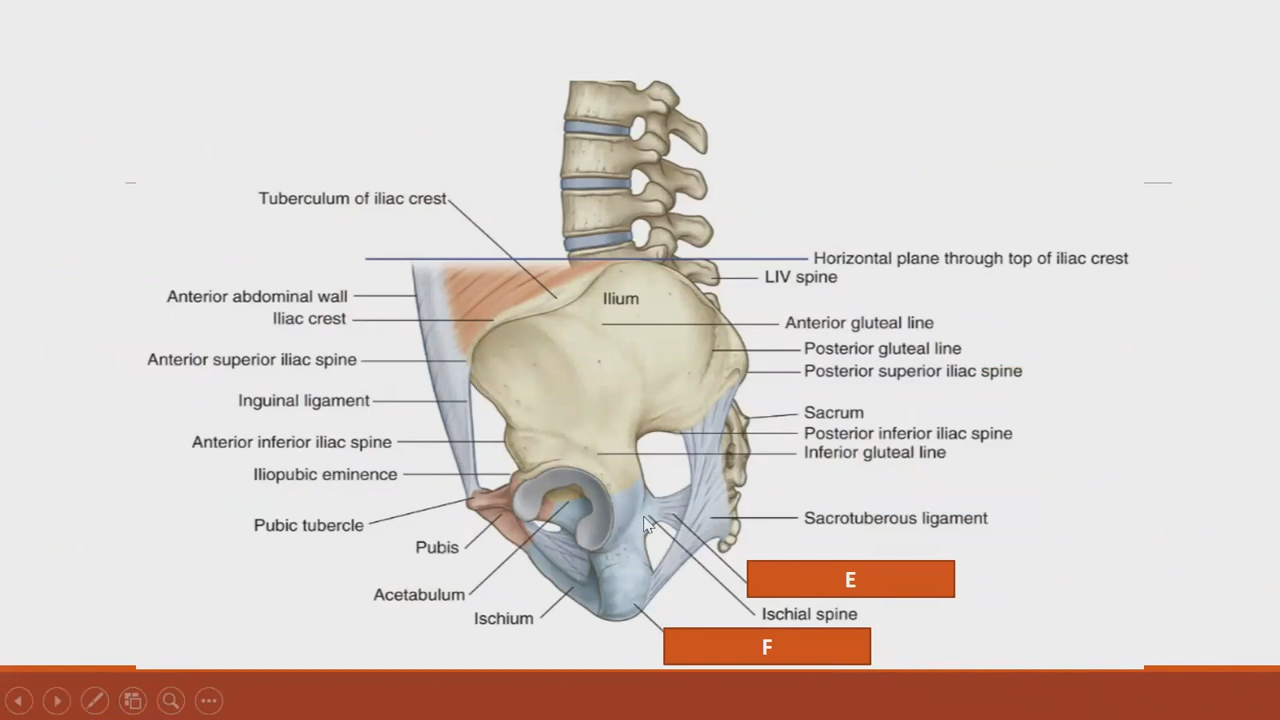 Tuberculum of iliac crest
Horizontal plane through top of iliac crest
LIV spine
Anterior abdominal wall
Ilium
Iliac crest
Anterior gluteal line
Posterior gluteal line
Anterior superior iliac spine
Posterior superior iliac spine
Inguinal ligament
Sacrum
Posterior inferior iliac spine
Anterior inferior iliac spine
Inferior gluteal line
Iliopubic eminence
Sacrotuberous ligament
Pubic tubercle
Pubis
E
Acetabulum
Ischial spine
Ischium
F